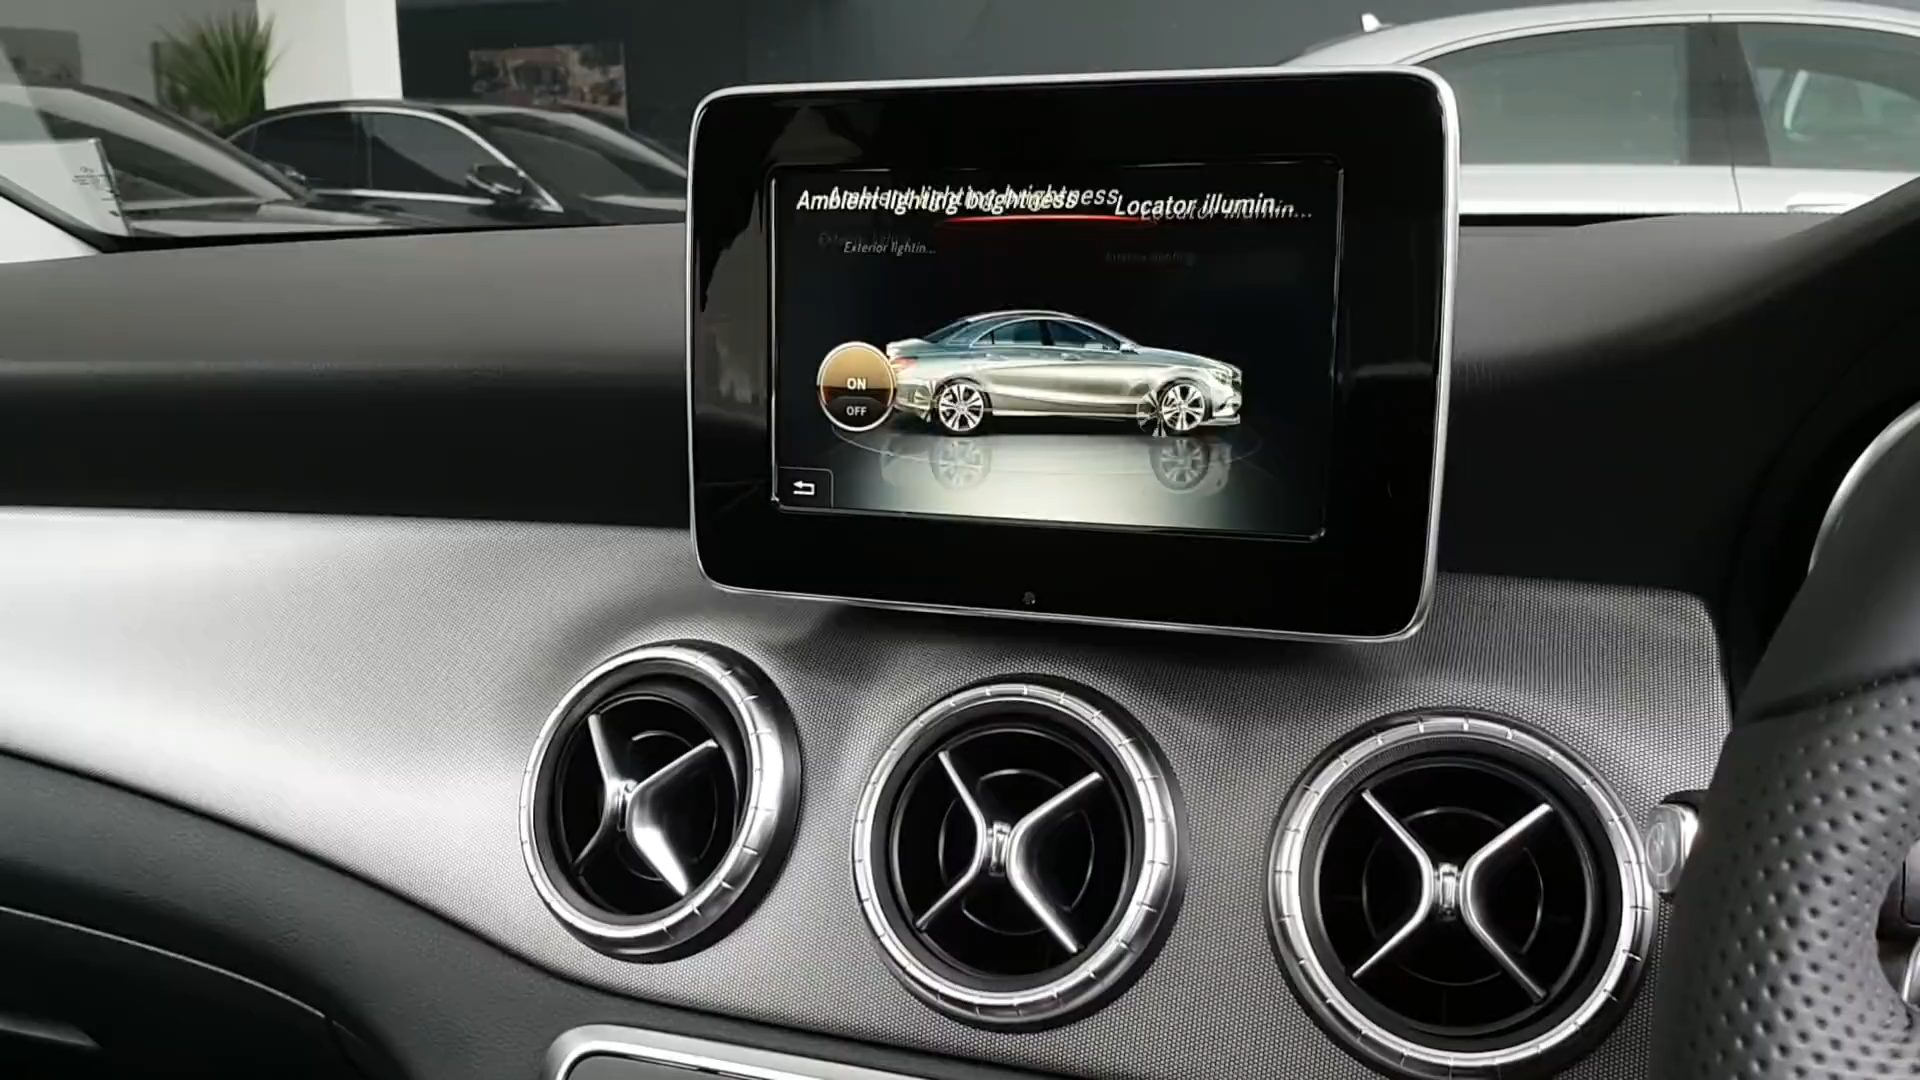 Ambient lighting brightness Locator illumin...
Exterior lightin...
ON
OFF